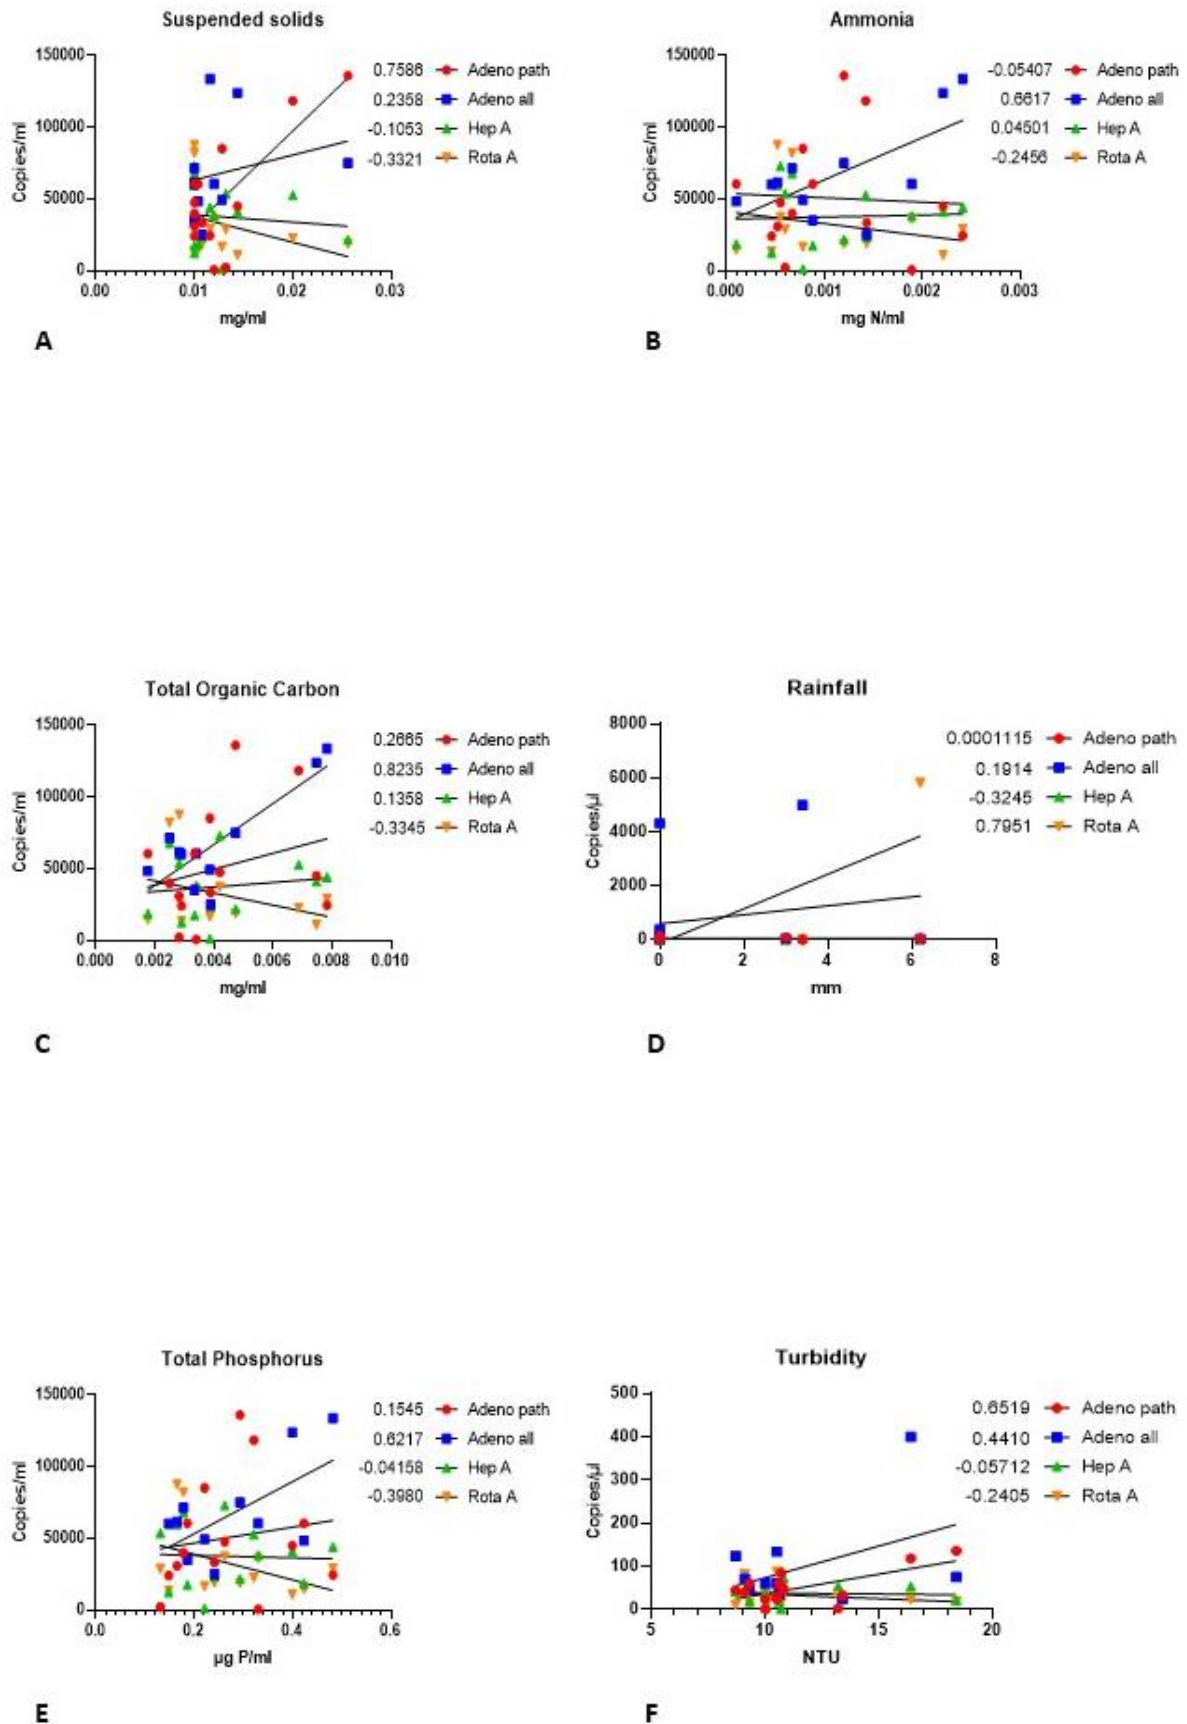 Suspended solids
150000
100000
50000
0
Copies/ml
0.00 0.01 0.02 0.03
mg/ml
0.7586 Adeno path
0.2358 Adeno all
-0.1053 Hep A
-0.3321 Rota A
A
Ammonia
150000
100000
50000
0
Copies/ml
0.000 0.001 0.002 0.003
mg N/ml
-0.05407 Adeno path
0.6617 Adeno all
0.04501 Hep A
-0.2456 Rota A
B
Total Organic Carbon
150000
100000
50000
0
Copies/ml
0.000 0.002 0.004 0.006 0.008 0.010
mg/ml
0.2665 Adeno path
0.8235 Adeno all
0.1358 Hep A
-0.3345 Rota A
C
Rainfall
8000
6000
4000
2000
0
Copies/µl
0 2 4 6 8
mm
0.0001115 Adeno path
0.1914 Adeno all
-0.3245 Hep A
0.7951 Rota A
D
Total Phosphorus
150000
100000
50000
0
Copies/ml
0.0 0.2 0.4 0.6
µg P/ml
0.1545 Adeno path
0.6217 Adeno all
-0.04158 Hep A
-0.3980 Rota A
E
Turbidity
500
400
300
200
100
0
Copies/µl
5 10 15 20
NTU
0.6519 Adeno path
0.4410 Adeno all
-0.05712 Hep A
-0.2405 Rota A
F